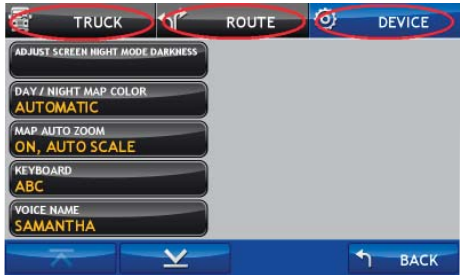 TRUCK
ROUTE
DEVICE
ADJUST SCREEN NIGHT MODE DARKNESS
DAY / NIGHT MAP COLOR
AUTOMATIC
MAP AUTO ZOOM
ON, AUTO SCALE
KEYBOARD
ABC
VOICE NAME
SAMANTHA
BACK